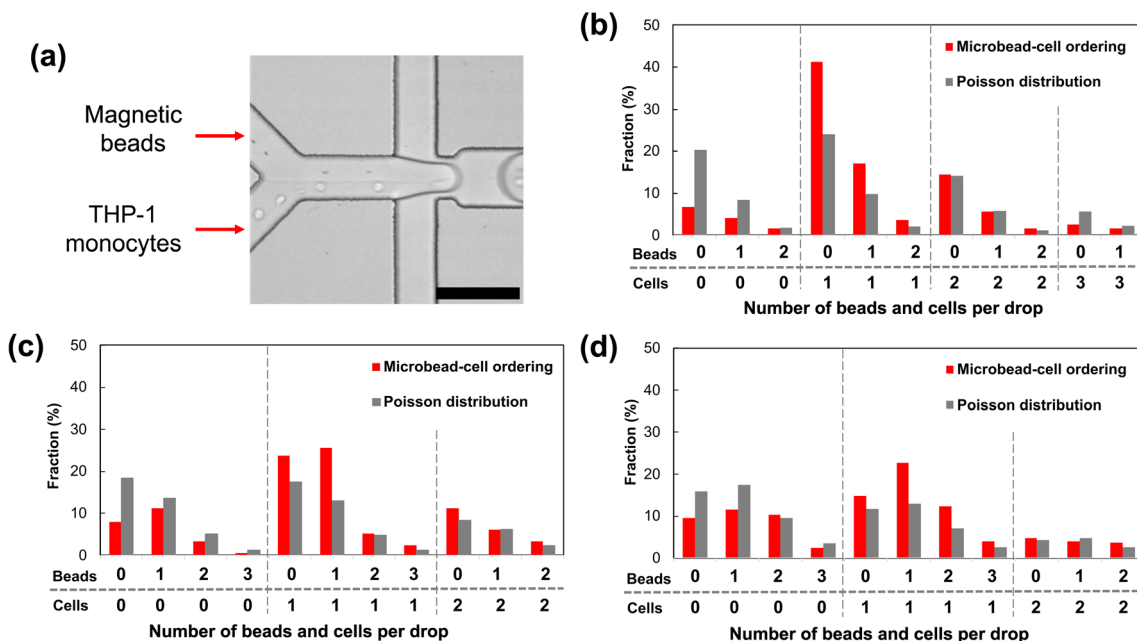 (a)
Magnetic
beads
THP-1
monocytes
(b)
Fraction (%)
50
40
30
20
10
0
Microbead-cell ordering
Poisson distribution
Beads 0 1 2 0 1 2 0 1 2 0 1
Cells 0 0 0 1 1 1 2 2 2 3 3
Number of beads and cells per drop
(c)
Fraction (%)
50
40
30
20
10
0
Microbead-cell ordering
Poisson distribution
Beads 0 1 2 3 0 1 2 3 0 1 2
Cells 0 0 0 0 1 1 1 1 2 2 2
Number of beads and cells per drop
(d)
Fraction (%)
50
40
30
20
10
0
Microbead-cell ordering
Poisson distribution
Beads 0 1 2 3 0 1 2 3 0 1 2
Cells 0 0 0 0 1 1 1 1 2 2 2
Number of beads and cells per drop